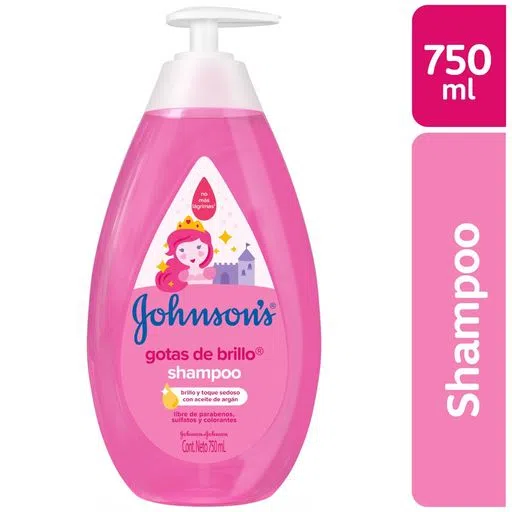 no
más
lágrimas®
Johnson's®
gotas de brillo®
shampoo
brillo y toque sedoso
con aceite de argán
libre de parabenos,
sulfatos y colorantes
Johnson & Johnson
Cont. Neto 750 mL
750
ml
Shampoo